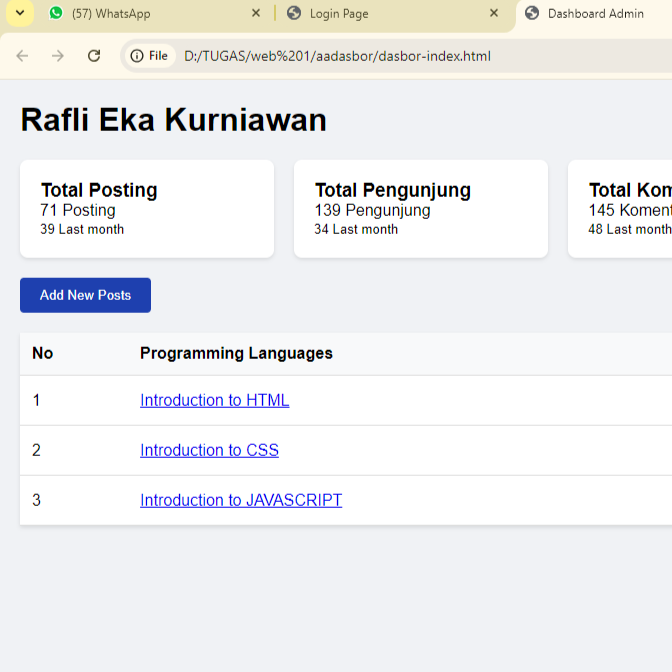 (57) WhatsApp
Login Page
Dashboard Admin
File D:/TUGAS/web%201/aadasbor/dasbor-index.html
Rafli Eka Kurniawan
Total Posting
71 Posting
39 Last month
Total Pengunjung
139 Pengunjung
34 Last month
Total Kom
145 Koment
48 Last month
Add New Posts
No Programming Languages
1 Introduction to HTML
2 Introduction to CSS
3 Introduction to JAVASCRIPT